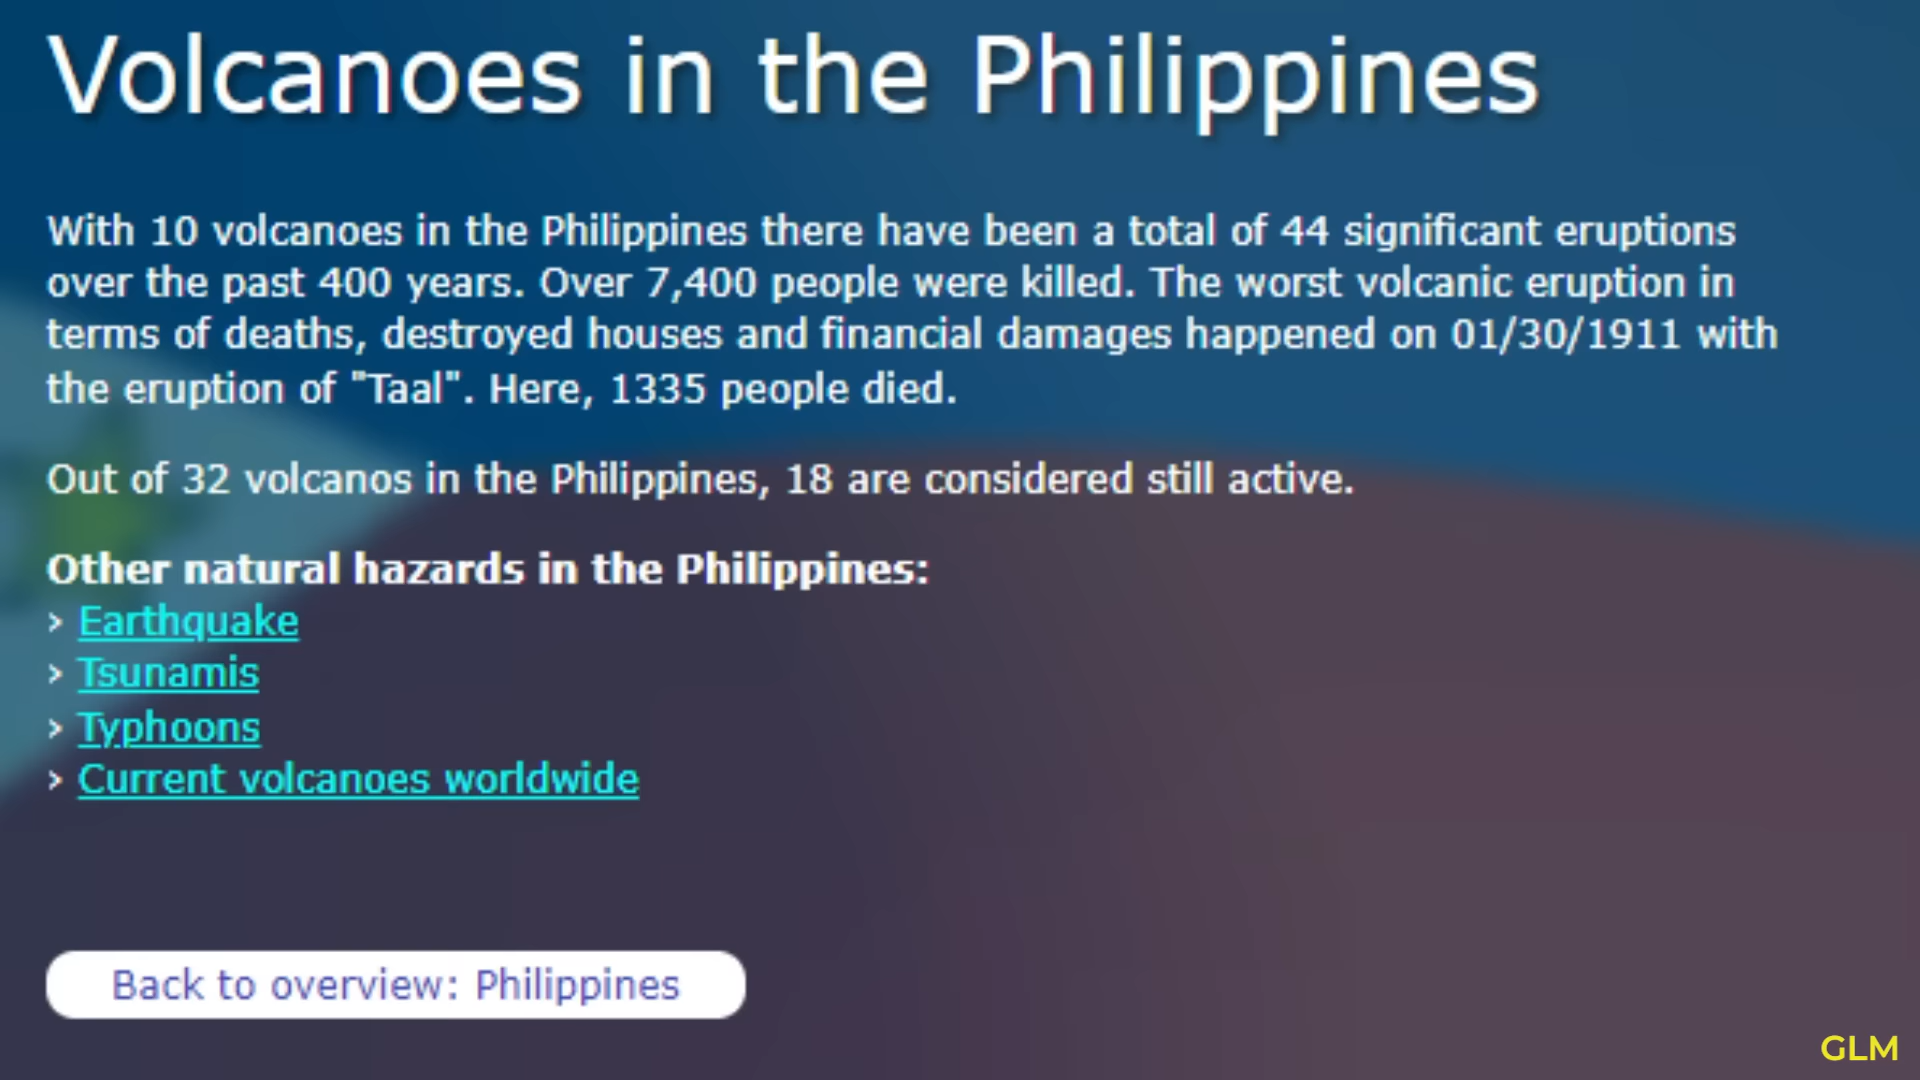 Volcanoes in the Philippines
With 10 volcanoes in the Philippines there have been a total of 44 significant eruptions
over the past 400 years. Over 7,400 people were killed. The worst volcanic eruption in
terms of deaths, destroyed houses and financial damages happened on 01/30/1911 with
the eruption of "Taal". Here, 1335 people died.
Out of 32 volcanos in the Philippines, 18 are considered still active.
Other natural hazards in the Philippines:
› Earthquake
› Tsunamis
› Typhoons
› Current volcanoes worldwide
Back to overview: Philippines
GLM